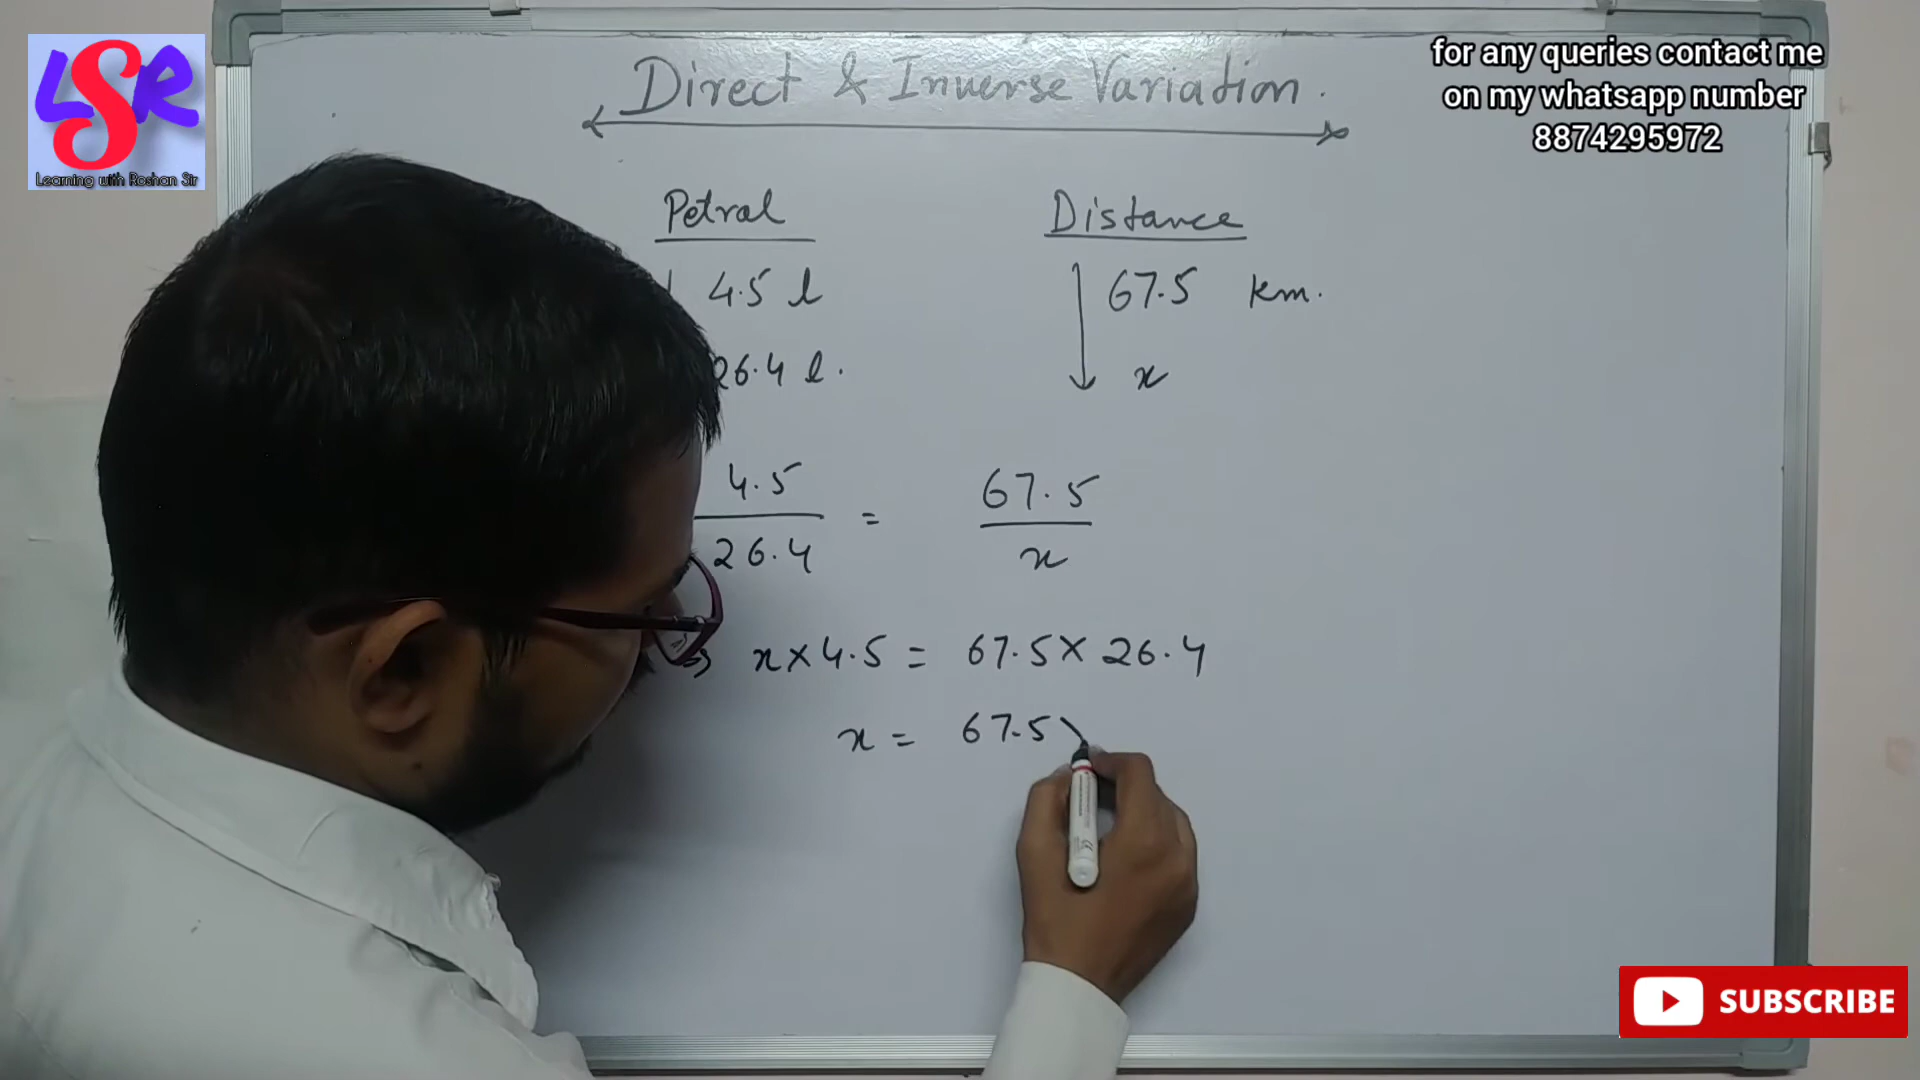 LSR
Learning with Roshan Sir
for any queries contact me
on my whatsapp number
8874295972
Direct & Inverse Variation.
Petral Distance
4.5 l 67.5 km.
26.4 l. x
4.5 / 26.4 = 67.5 / x
⇒ x × 4.5 = 67.5 × 26.4
x = 67.5
SUBSCRIBE